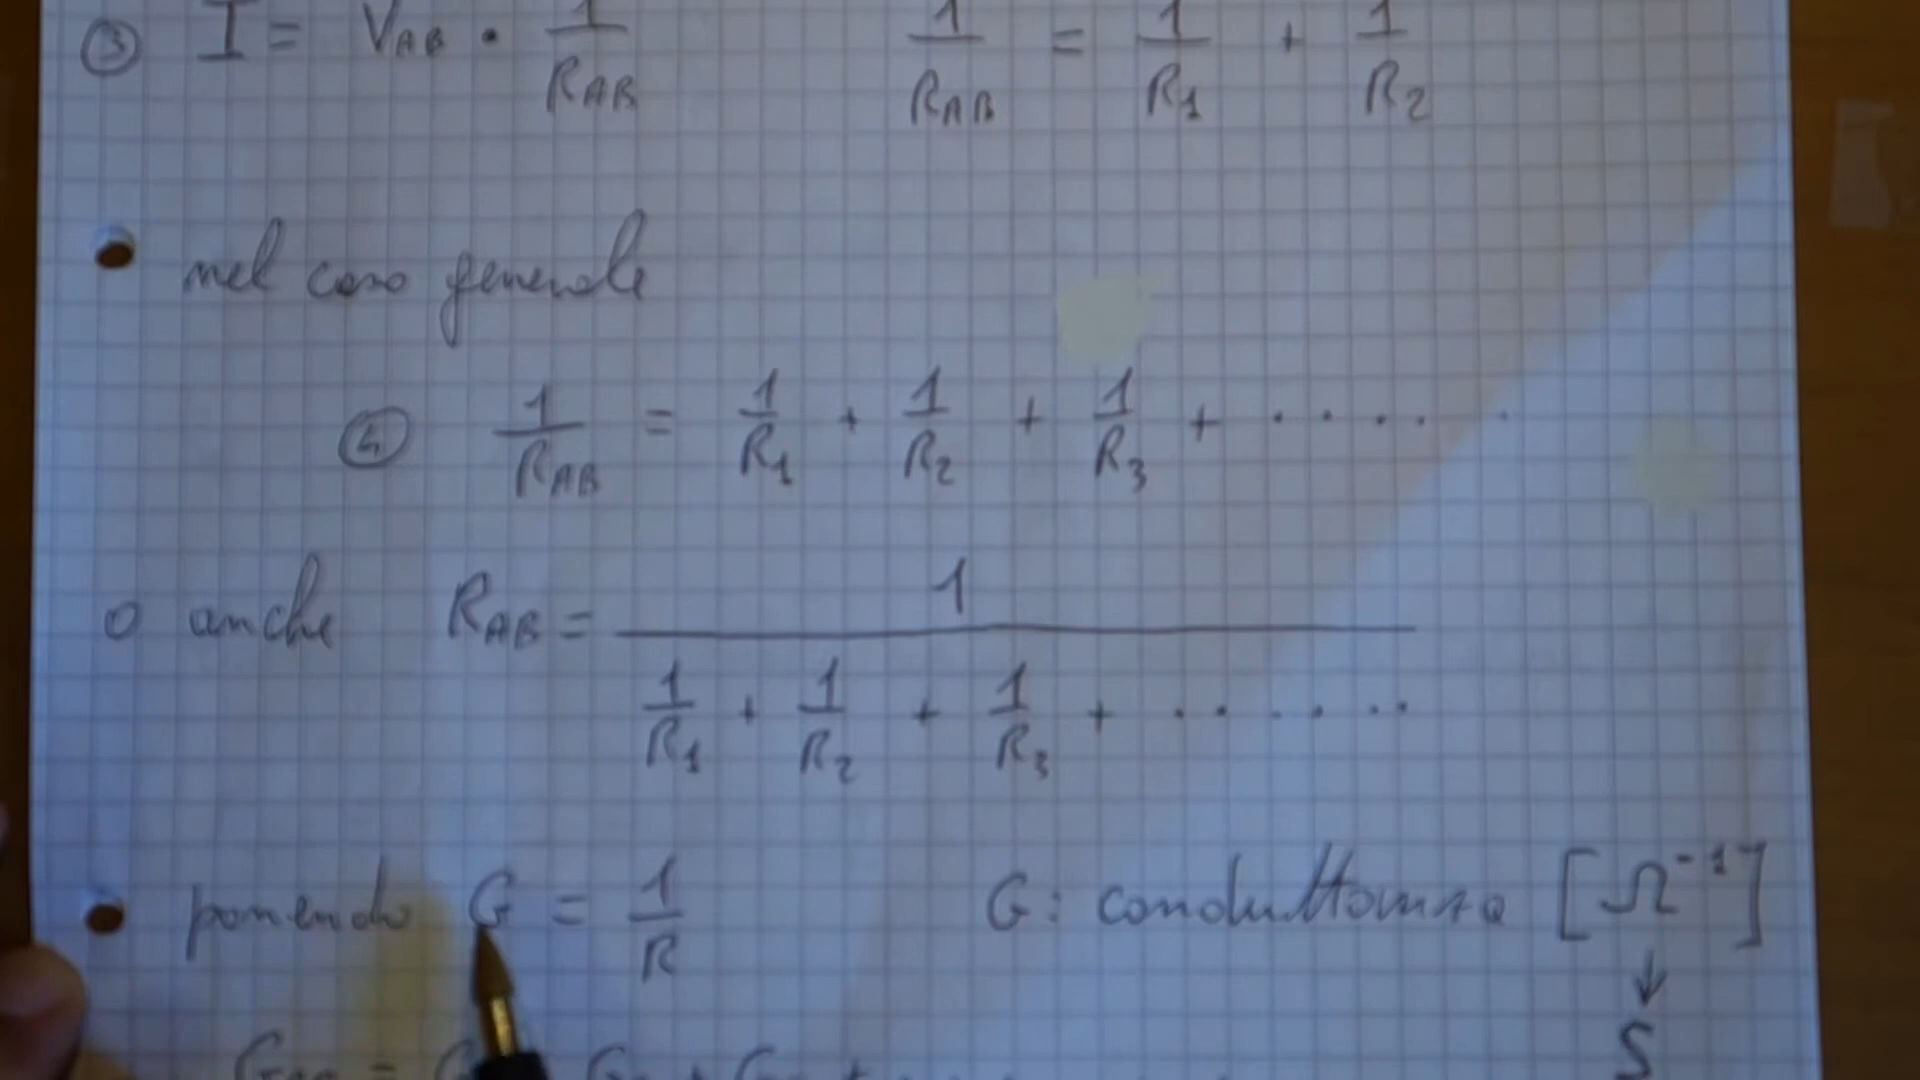 ③ I = V_AB · 1/R_AB   1/R_AB = 1/R_1 + 1/R_2
nel caso generale
④ 1/R_AB = 1/R_1 + 1/R_2 + 1/R_3 + .....
o anche R_AB = 1/(1/R_1 + 1/R_2 + 1/R_3 + ......)
ponendo G = 1/R   G: conduttanza [Ω⁻¹]
↓
S